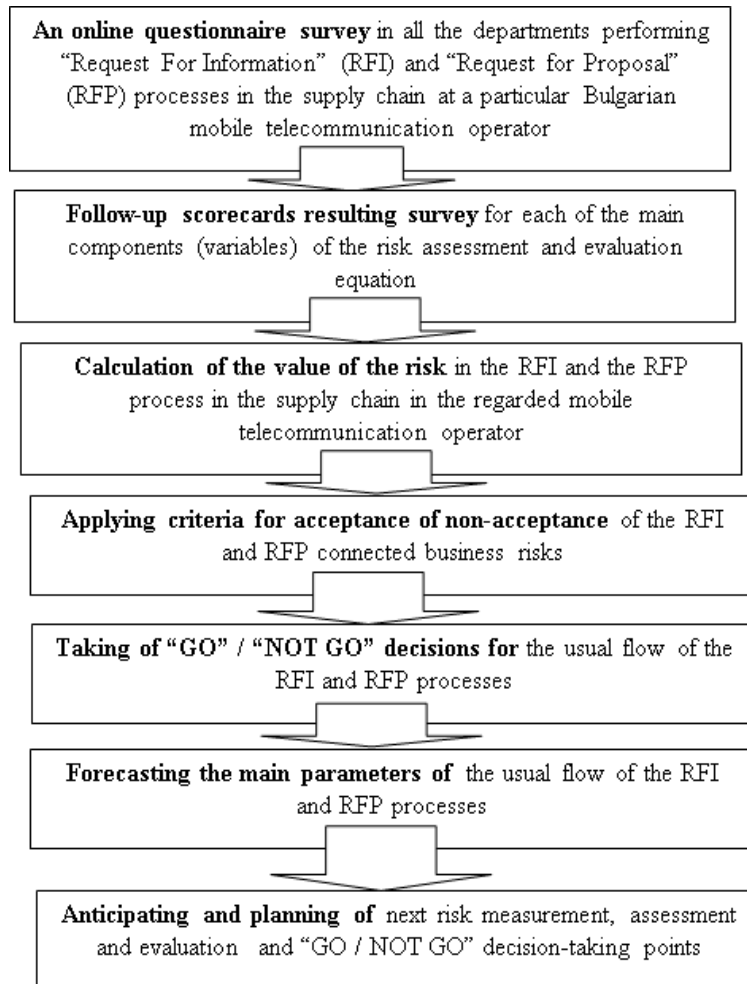 An online questionnaire survey in all the departments performing
“Request For Information” (RFI) and “Request for Proposal”
(RFP) processes in the supply chain at a particular Bulgarian
mobile telecommunication operator
Follow-up scorecards resulting survey for each of the main
components (variables) of the risk assessment and evaluation
equation
Calculation of the value of the risk in the RFI and the RFP
process in the supply chain in the regarded mobile
telecommunication operator
Applying criteria for acceptance of non-acceptance of the RFI
and RFP connected business risks
Taking of “GO” / “NOT GO” decisions for the usual flow of the
RFI and RFP processes
Forecasting the main parameters of the usual flow of the RFI
and RFP processes
Anticipating and planning of next risk measurement, assessment
and evaluation and “GO / NOT GO” decision-taking points